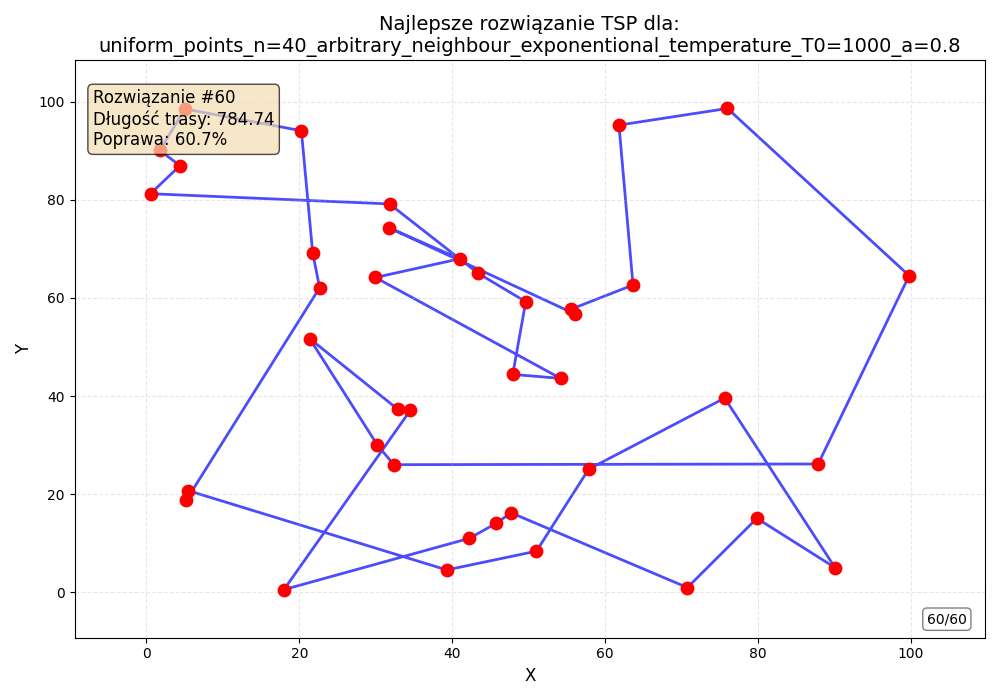 Najlepsze rozwiązanie TSP dla:
uniform_points_n=40_arbitrary_neighbour_exponential_temperature_T0=1000_a=0.8
Rozwiązanie #60
Długość trasy: 784.74
Poprawa: 60.7%
100
80
60
40
20
0
Y
60/60
0 20 40 60 80 100
X